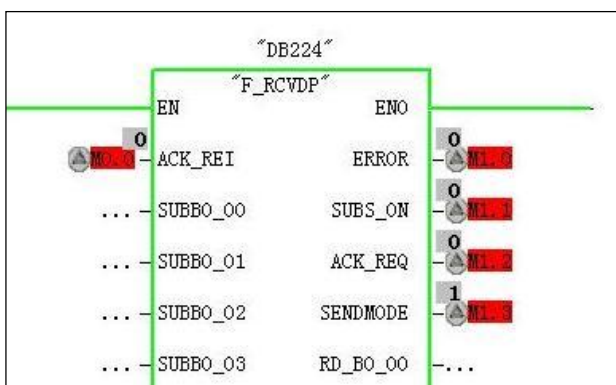 "DB224"
"F_RCVDP"
EN ENO
0 0
M0.0 ACK_REI ERROR M1.0
0
... SUBBO_00 SUBS_ON M1.1
0
... SUBBO_01 ACK_REQ M1.2
1
... SUBBO_02 SENDMODE M1.3
... SUBBO_03 RD_BO_00 ...